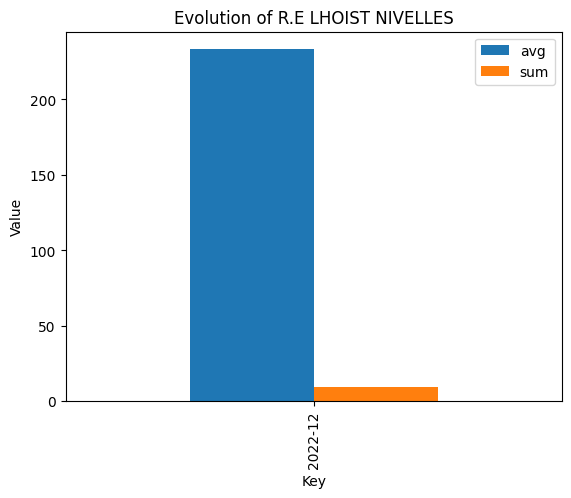 Evolution of R.E LHOIST NIVELLES
avg
sum
200
150
100
50
0
Value
2022-12
Key